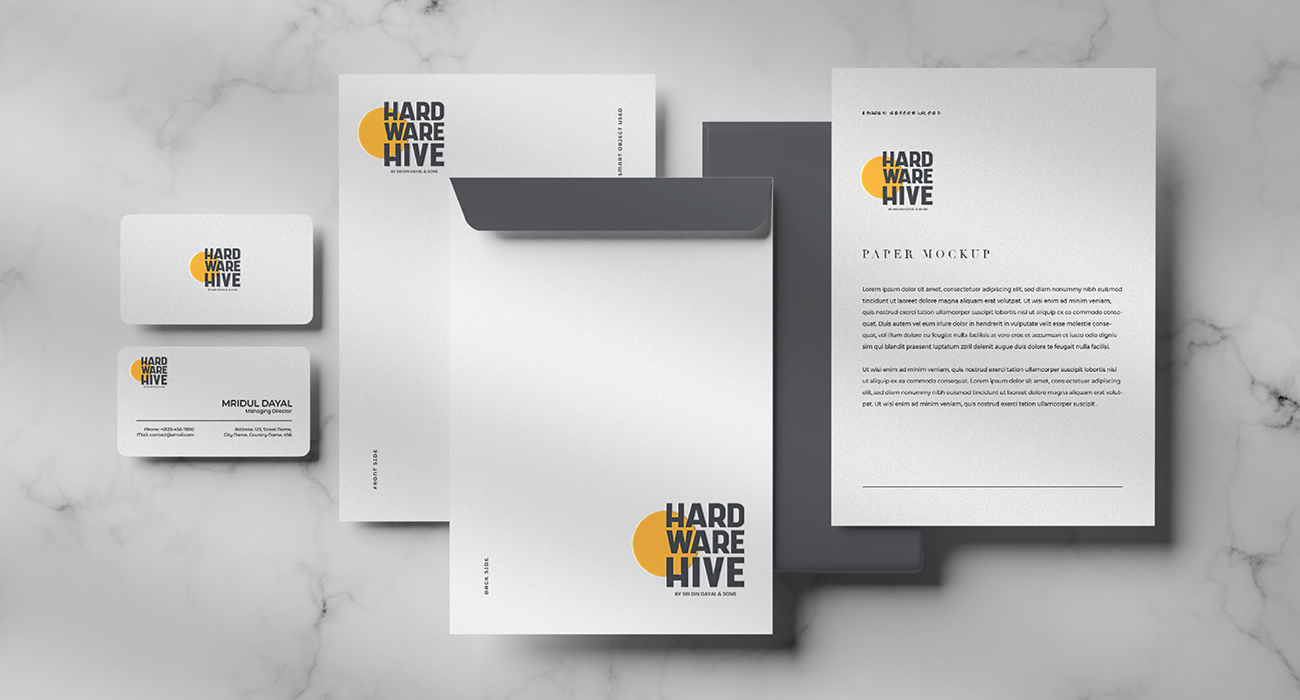 HARD
WARE
HIVE
HARD
WARE
HIVE
MRIDUL DAYAL
Managing Director
Phone: +0123-456-7890
Mail: contact@email.com
Address: 123, Street Name,
City Name, Country Name, 456
HARD
WARE
HIVE
BY SRI DIN DAYAL & SONS
SMART OBJECT USED
FRONT SIDE
BACK SIDE
HARD
WARE
HIVE
BY SRI DIN DAYAL & SONS
HARD
WARE
HIVE
PAPER MOCKUP
Lorem ipsum dolor sit amet, consectetuer adipiscing elit, sed diam nonummy nibh euismod
tincidunt ut laoreet dolore magna aliquam erat volutpat. Ut wisi enim ad minim veniam,
quis nostrud exerci tation ullamcorper suscipit lobortis nisl ut aliquip ex ea commodo conse-
quat. Duis autem vel eum iriure dolor in hendrerit in vulputate velit esse molestie conse-
quat, vel illum dolore eu feugiat nulla facilisis at vero eros et accumsan et iusto odio dignis-
sim qui blandit praesent luptatum zzril delenit augue duis dolore te feugait nulla facilisi.
Ut wisi enim ad minim veniam, quis nostrud exerci tation ullamcorper suscipit lobortis nisl
ut aliquip ex ea commodo consequat. Lorem ipsum dolor sit amet, cons ectetuer adipiscing
elit, sed diam nonummy nibh euismod tincidunt ut laoreet dolore magna aliquam erat volut-
pat. Ut wisi enim ad minim veniam, quis nostrud exerci tation ullamcorper suscipit .